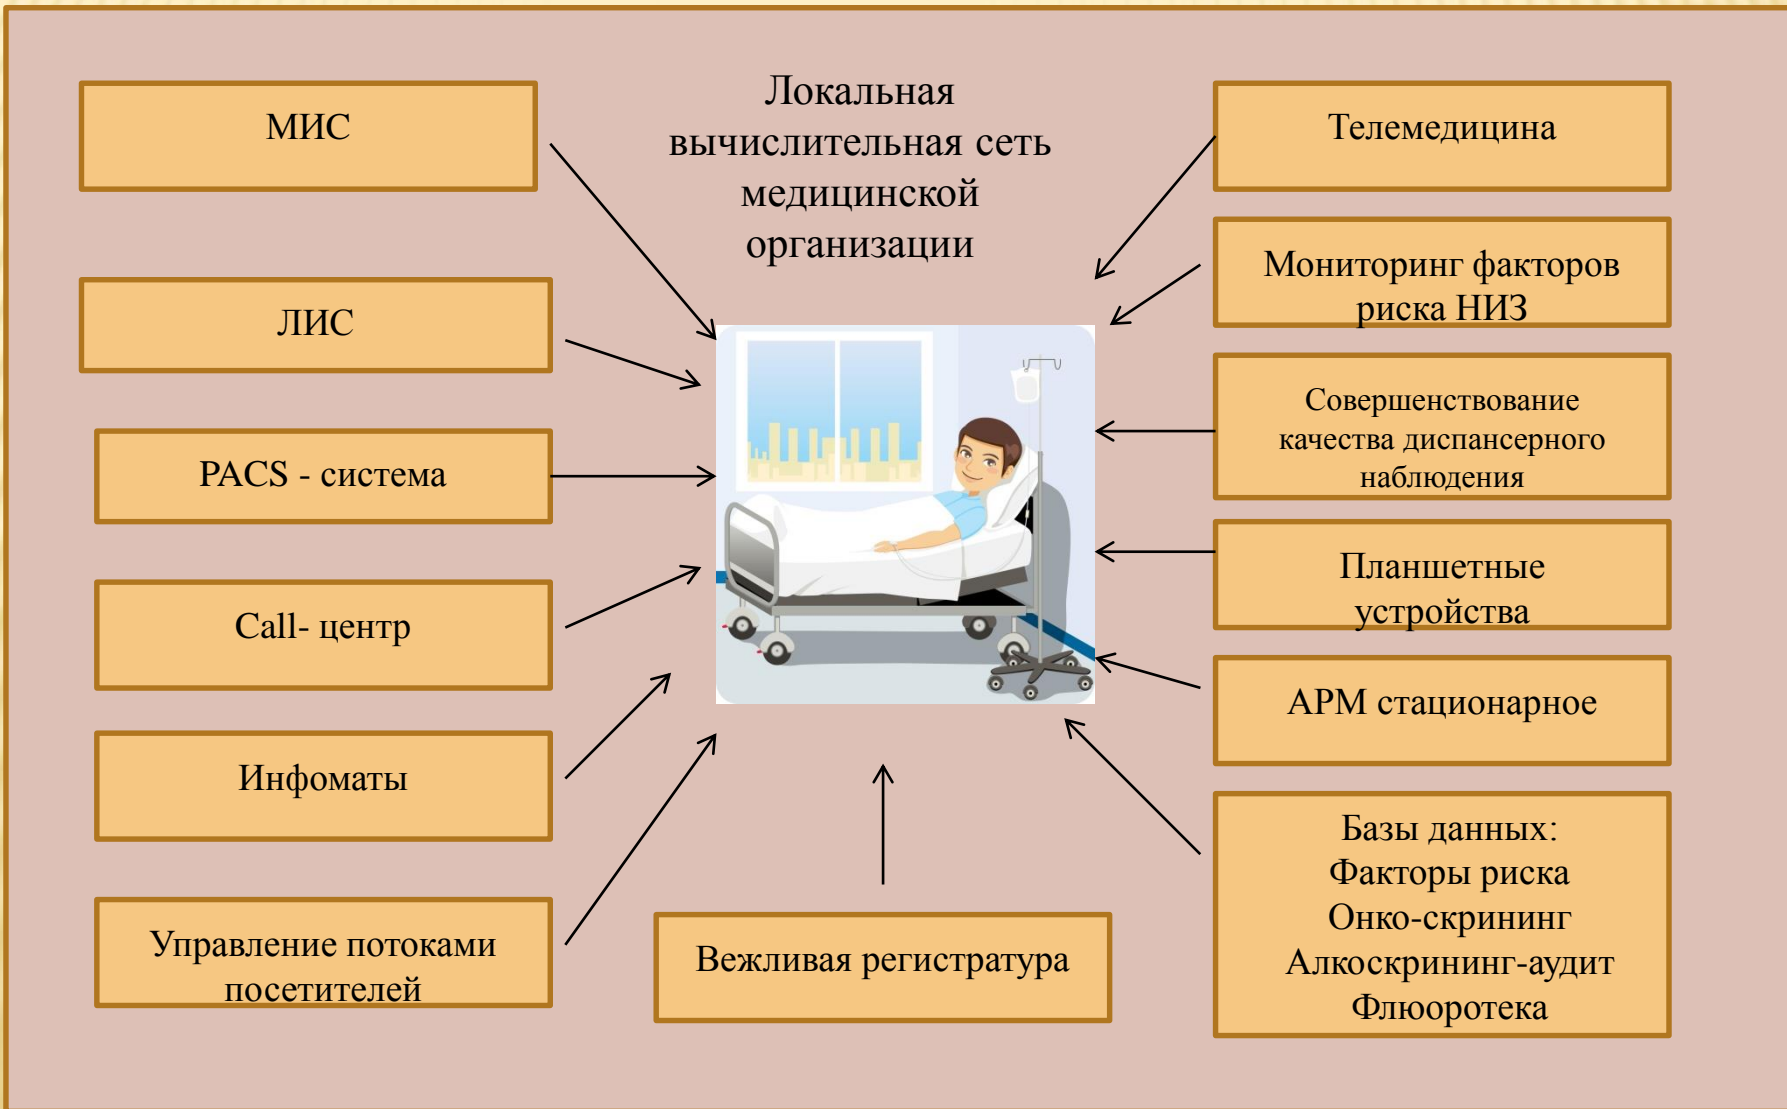 Локальная
вычислительная сеть
медицинской
организации
МИС
ЛИС
PACS - система
Call- центр
Инфоматы
Управление потоками
посетителей
Вежливая регистратура
Телемедицина
Мониторинг факторов
риска НИЗ
Совершенствование
качества диспансерного
наблюдения
Планшетные
устройства
АРМ стационарное
Базы данных:
Факторы риска
Онко-скрининг
Алкоскрининг-аудит
Флюоротека